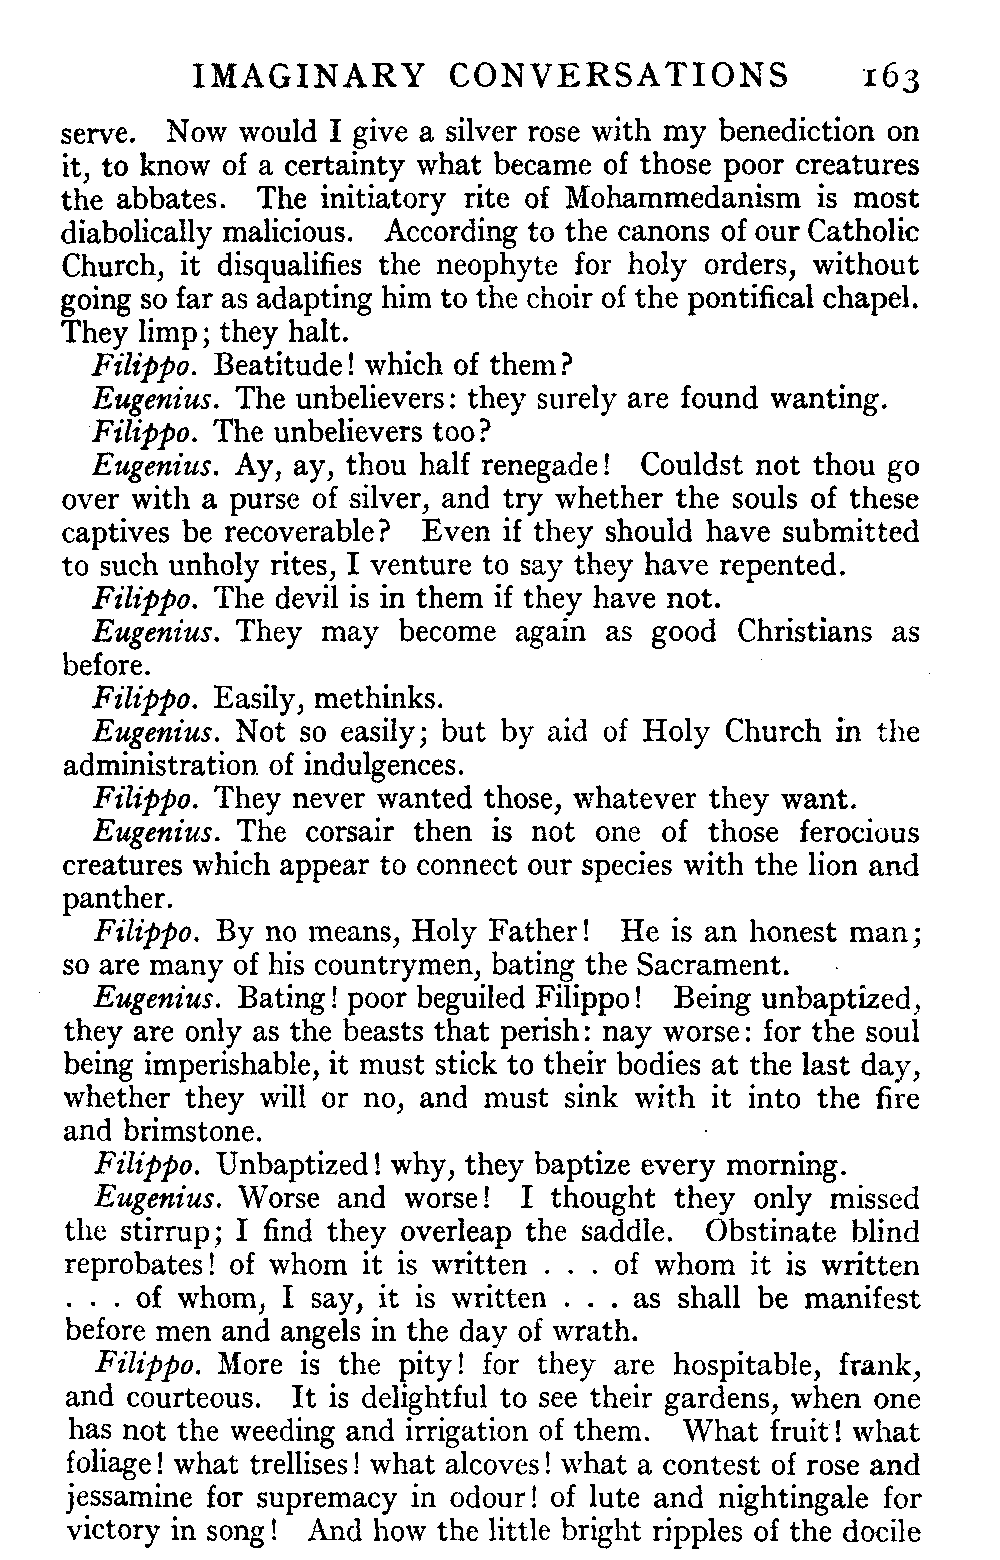 IMAGINARY CONVERSATIONS 163
serve. Now would I give a silver rose with my benediction on
it, to know of a certainty what became of those poor creatures
the abbates. The initiatory rite of Mohammedanism is most
diabolically malicious. According to the canons of our Catholic
Church, it disqualifies the neophyte for holy orders, without
going so far as adapting him to the choir of the pontifical chapel.
They limp; they halt.
Filippo. Beatitude! which of them?
Eugenius. The unbelievers: they surely are found wanting.
Filippo. The unbelievers too?
Eugenius. Ay, ay, thou half renegade! Couldst not thou go
over with a purse of silver, and try whether the souls of these
captives be recoverable? Even if they should have submitted
to such unholy rites, I venture to say they have repented.
Filippo. The devil is in them if they have not.
Eugenius. They may become again as good Christians as
before.
Filippo. Easily, methinks.
Eugenius. Not so easily; but by aid of Holy Church in the
administration of indulgences.
Filippo. They never wanted those, whatever they want.
Eugenius. The corsair then is not one of those ferocious
creatures which appear to connect our species with the lion and
panther.
Filippo. By no means, Holy Father! He is an honest man;
so are many of his countrymen, bating the Sacrament.
Eugenius. Bating! poor beguiled Filippo! Being unbaptized,
they are only as the beasts that perish: nay worse: for the soul
being imperishable, it must stick to their bodies at the last day,
whether they will or no, and must sink with it into the fire
and brimstone.
Filippo. Unbaptized! why, they baptize every morning.
Eugenius. Worse and worse! I thought they only missed
the stirrup; I find they overleap the saddle. Obstinate blind
reprobates! of whom it is written . . . of whom it is written
. . . of whom, I say, it is written . . . as shall be manifest
before men and angels in the day of wrath.
Filippo. More is the pity! for they are hospitable, frank,
and courteous. It is delightful to see their gardens, when one
has not the weeding and irrigation of them. What fruit! what
foliage! what trellises! what alcoves! what a contest of rose and
jessamine for supremacy in odour! of lute and nightingale for
victory in song! And how the little bright ripples of the docile